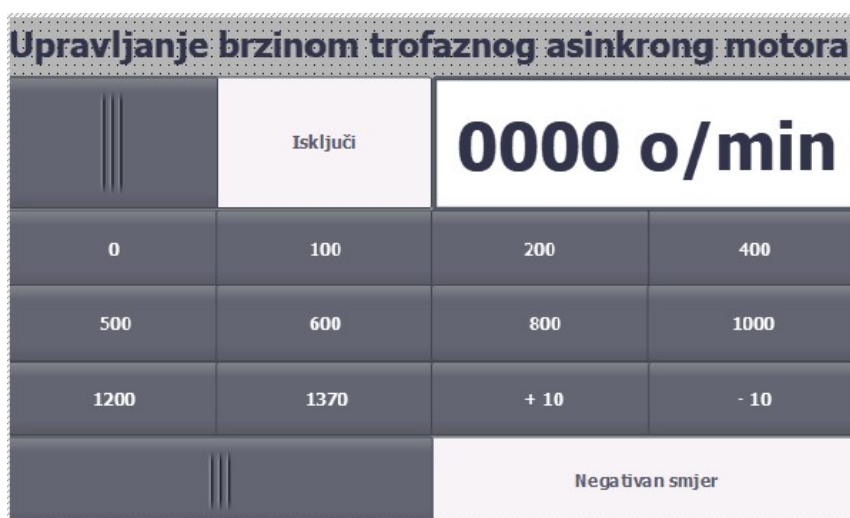 Upravljanje brzinom trofaznog asinkrong motora
Isključi 0000 o/min
0 100 200 400
500 600 800 1000
1200 1370 + 10 - 10
Negativan smjer